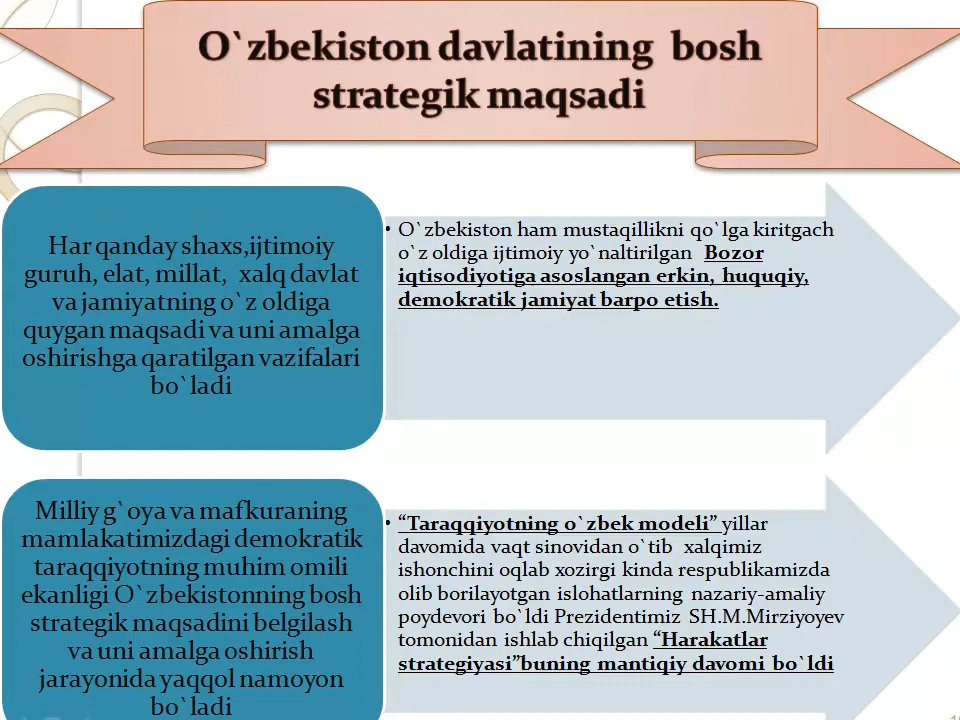 O`zbekiston davlatining bosh
strategik maqsadi
Har qanday shaxs,ijtimoiy
guruh, elat, millat, xalq davlat
va jamiyatning o`z oldiga
quygan maqsadi va uni amalga
oshirishga qaratilgan vazifalari
bo`ladi
• O`zbekiston ham mustaqillikni qo`lga kiritgach
o`z oldiga ijtimoiy yo`naltirilgan Bozor
iqtisodiyotiga asoslangan erkin, huquqiy,
demokratik jamiyat barpo etish.
Milliy g`oya va mafkuraning
mamlakatimizdagi demokratik
taraqqiyotning muhim omili
ekanligi O`zbekistonning bosh
strategik maqsadini belgilash
va uni amalga oshirish
jarayonida yaqqol namoyon
bo`ladi
• “Taraqqiyotning o`zbek modeli” yillar
davomida vaqt sinovidan o`tib xalqimiz
ishonchini oqlab xozirgi kinda respublikamizda
olib borilayotgan islohatlarning nazariy-amaliy
poydevori bo`ldi Prezidentimiz SH.M.Mirziyoyev
tomonidan ishlab chiqilgan “Harakatlar
strategiyasi”buning mantiqiy davomi bo`ldi